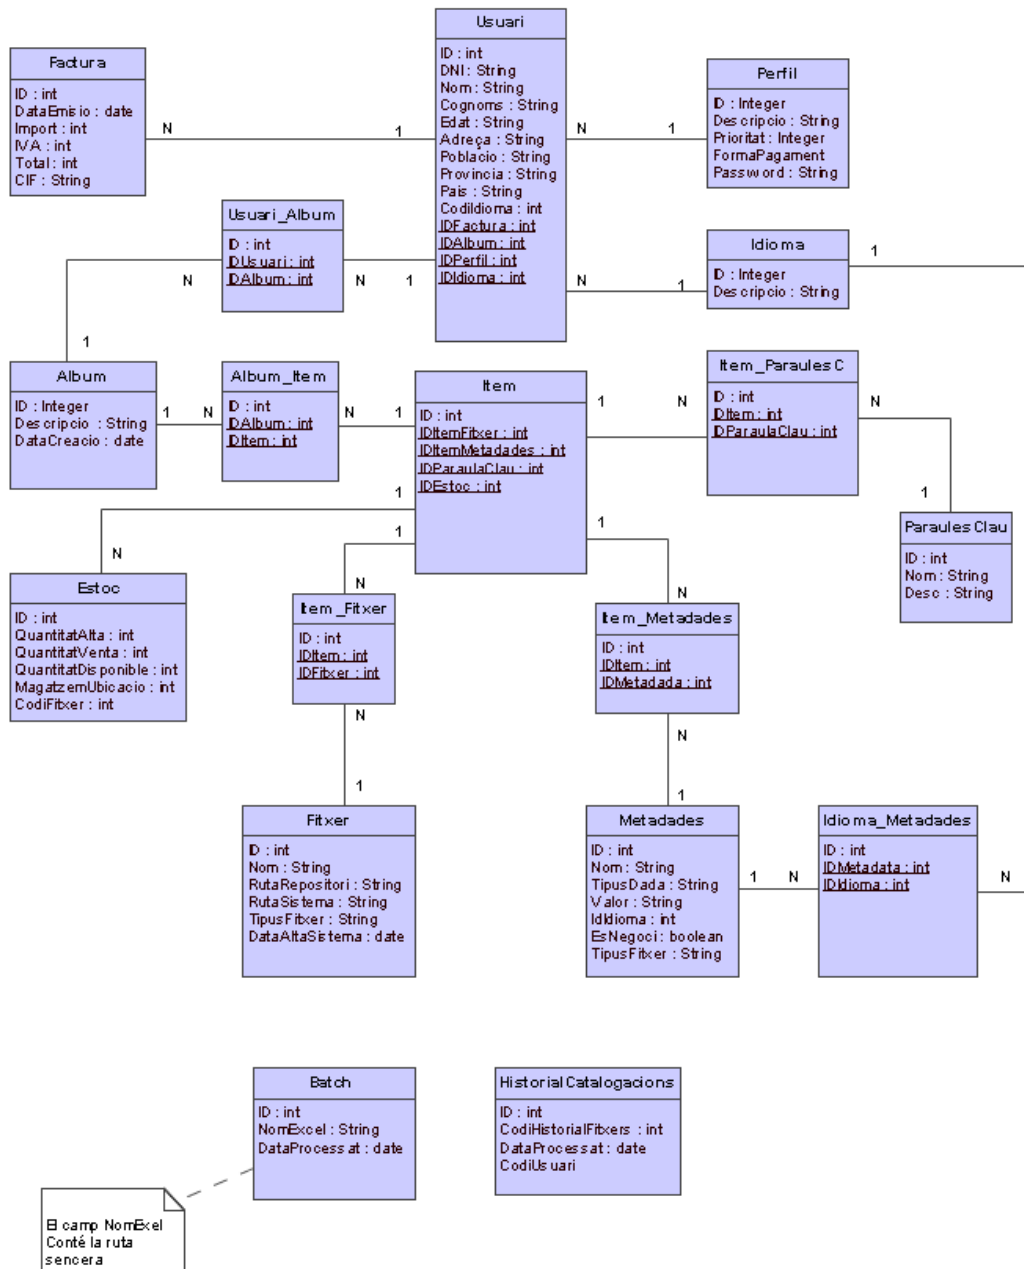 Usuari
ID : int
DNI : String
Nom : String
Cognoms : String
Edat : String
Adreça : String
Poblacio : String
Provincia : String
Pais : String
CodiIdioma : int
IDFactura : int
IDAlbum : int
IDPerfil : int
IDIdioma : int
Factura
ID : int
DataEmisio : date
Import : int
IVA : int
Total : int
CIF : String
N
1
Perfil
ID : Integer
Descripcio : String
Prioritat : Integer
FormaPagament
Password : String
N
1
Usuari_Album
ID : int
IDUsuari : int
IDAlbum : int
N
1
N
1
Idioma
ID : Integer
Descripcio : String
N
1
1
Album
ID : Integer
Descripcio : String
DataCreacio : date
1
N
Album_Item
ID : int
IDAlbum : int
IDItem : int
N
1
Item
ID : int
IDItemFitxer : int
IDItemMetadades : int
IDParaulaClau : int
IDEstoc : int
1
N
Item_ParaulesC
ID : int
IDItem : int
IDParaulaClau : int
N
1
ParaulesClau
ID : int
Nom : String
Desc : String
1
N
1
N
1
N
Estoc
ID : int
QuantitatAlta : int
QuantitatVenta : int
QuantitatDisponible : int
MagatzemUbicacio : int
CodiFitxer : int
Item_Fitxer
ID : int
IDItem : int
IDFitxer : int
N
1
Item_Metadades
ID : int
IDItem : int
IDMetadada : int
N
1
Fitxer
ID : int
Nom : String
RutaRepositori : String
RutaSistema : String
TipusFitxer : String
DataAltaSistema : date
Metadades
ID : int
Nom : String
TipusDada : String
Valor : String
IdIdioma : int
EsNegoci : boolean
TipusFitxer : String
1
N
Idioma_Metadades
ID : int
IDMetadata : int
IDIdioma : int
N
Batch
ID : int
NomExcel : String
DataProcessat : date
HistorialCatalogacions
ID : int
CodiHistorialFitxers : int
DataProcessat : date
CodiUsuari
El camp NomExel
Conté la ruta
sencera